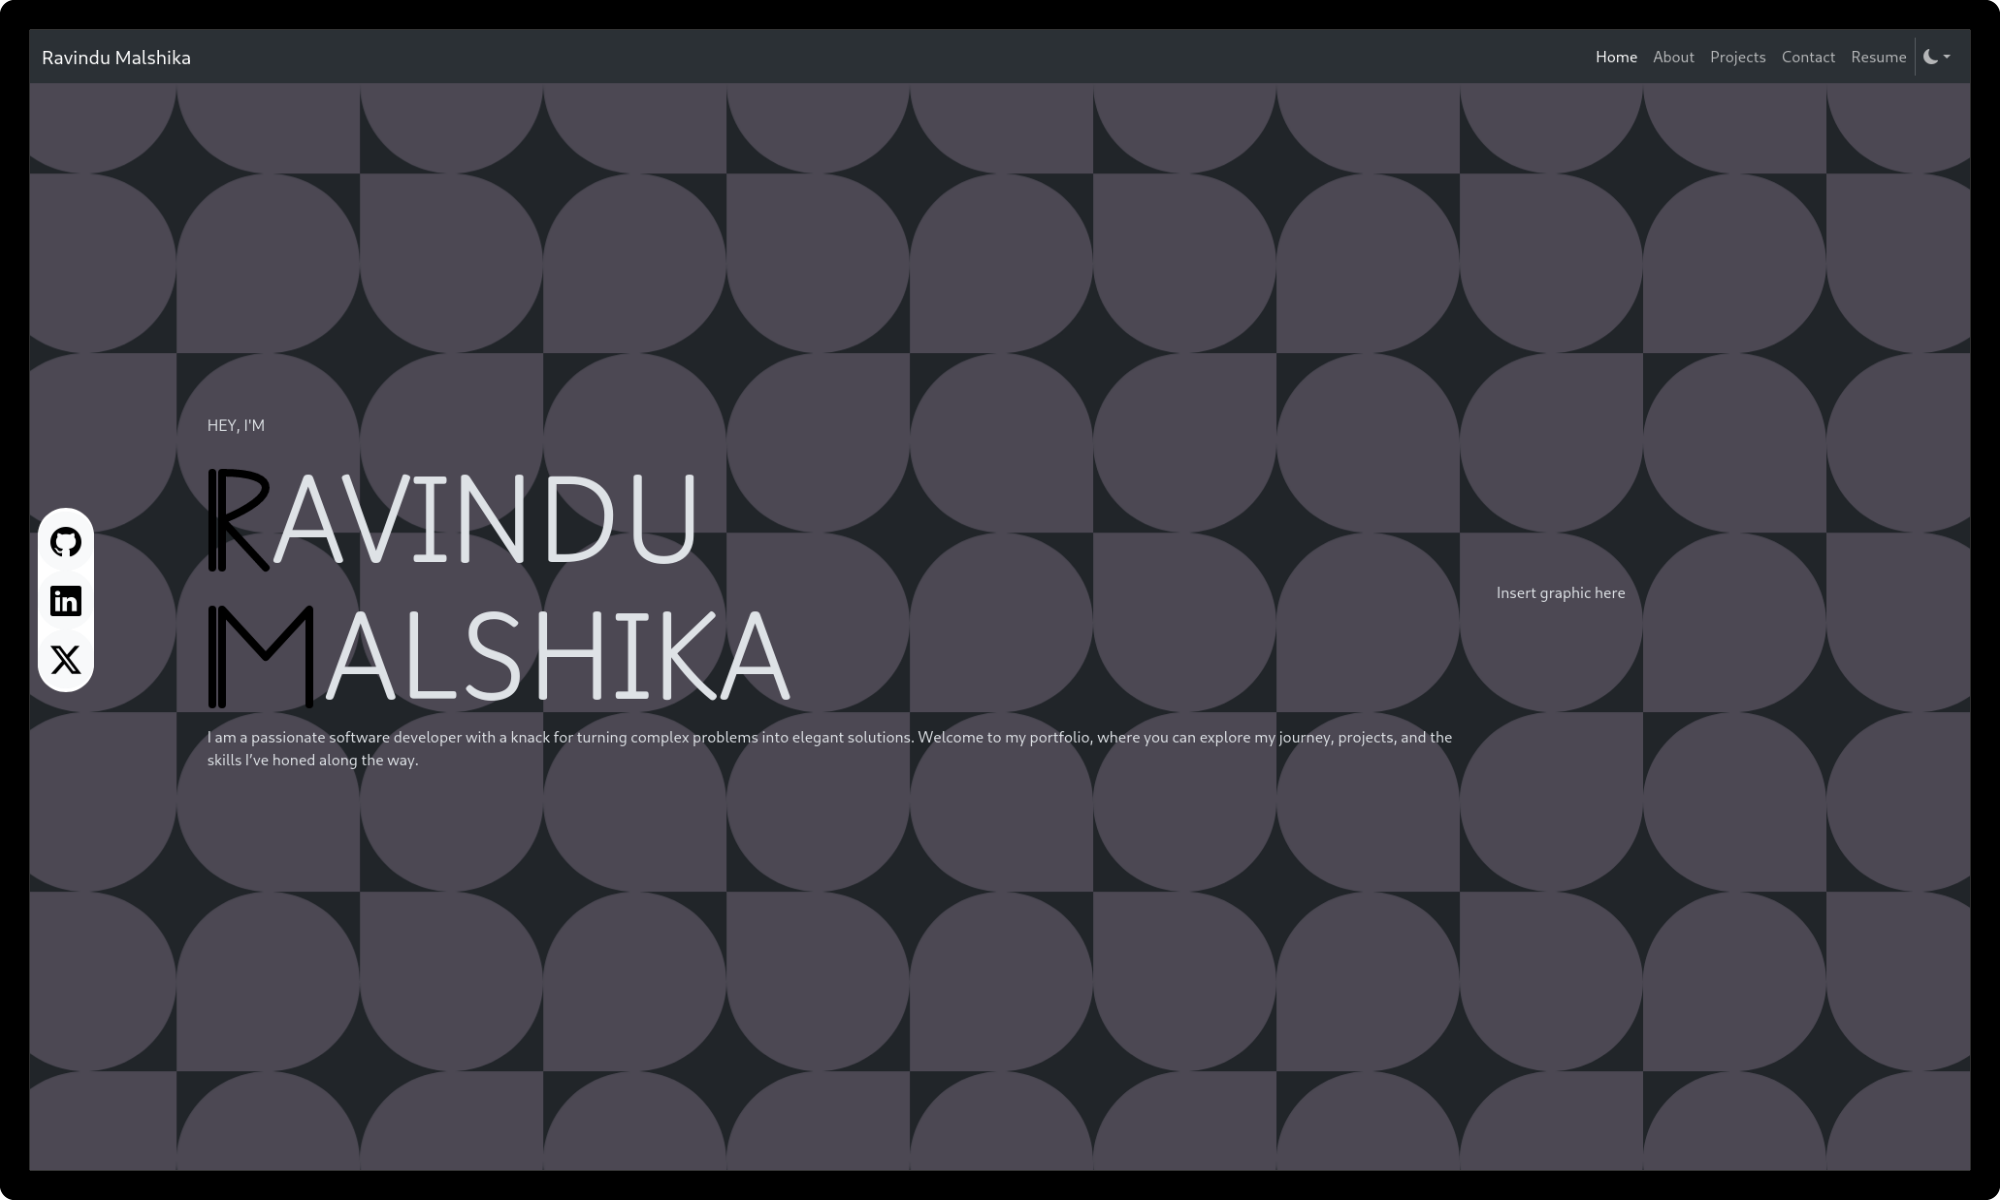 Ravindu Malshika
Home About Projects Contact Resume
HEY, I'M
RAVINDU
MALSHIKA
in
Insert graphic here
I am a passionate software developer with a knack for turning complex problems into elegant solutions. Welcome to my portfolio, where you can explore my journey, projects, and the
skills I’ve honed along the way.